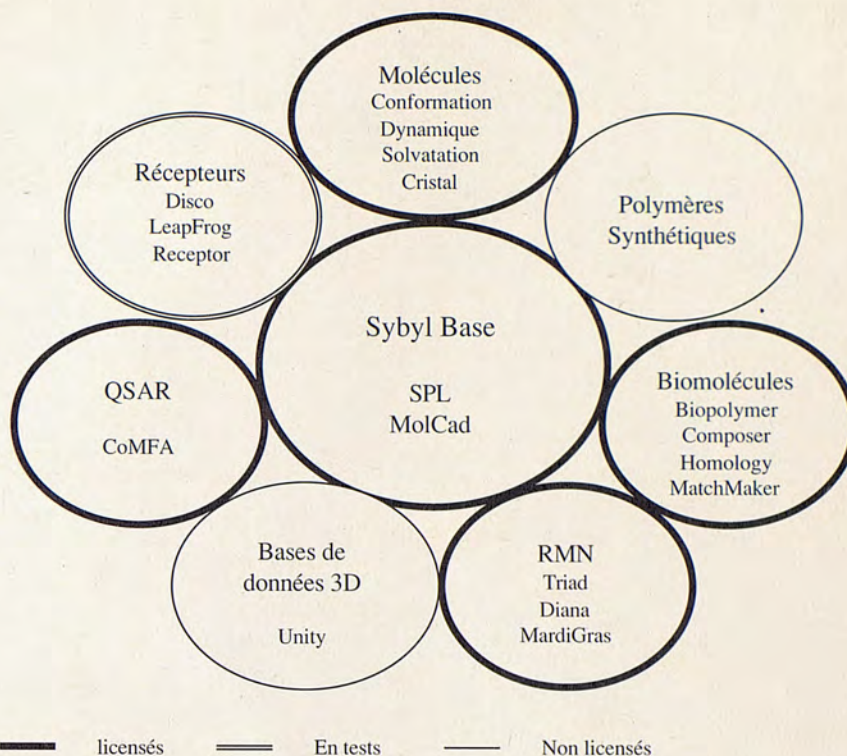 Molécules
Conformation
Dynamique
Solvatation
Cristal
Récepteurs
Disco
LeapFrog
Receptor
Polymères
Synthétiques
Sybyl Base
SPL
MolCad
QSAR
CoMFA
Biomolécules
Biopolymer
Composer
Homology
MatchMaker
Bases de
données 3D
Unity
RMN
Triad
Diana
MardiGras
licensés En tests Non licensés